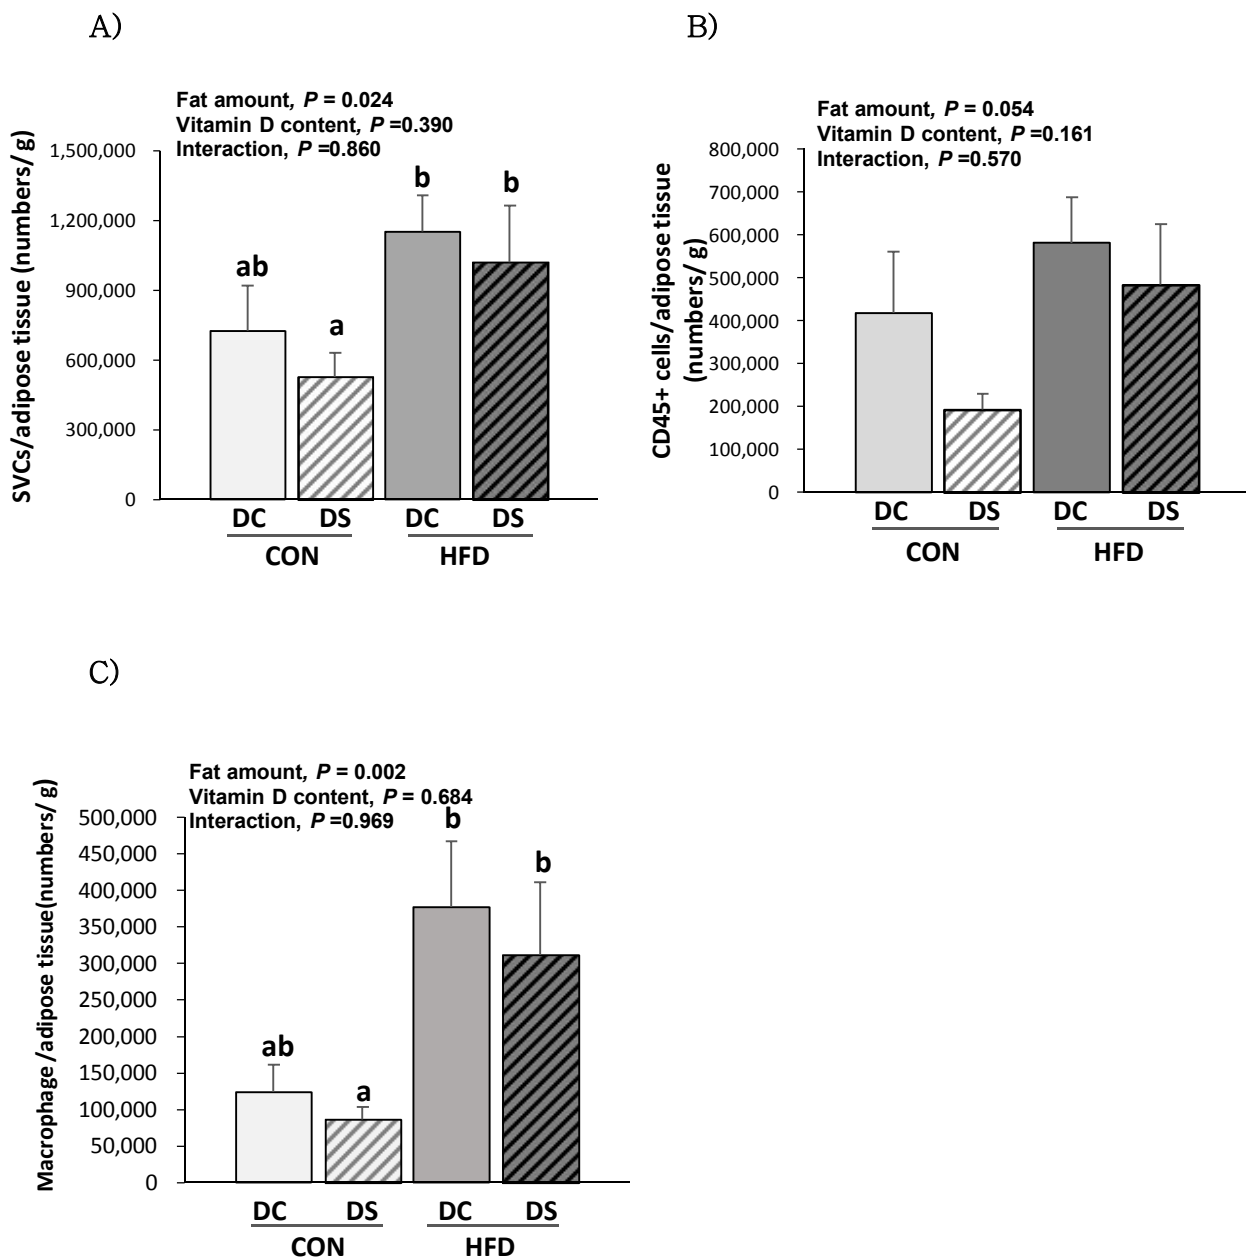 A)
Fat amount, P = 0.024
Vitamin D content, P =0.390
Interaction, P =0.860
SVCs/adipose tissue (numbers/ g)
1,500,000
1,200,000
900,000
600,000
300,000
0
ab
a
b
b
DC DS DC DS
CON HFD
B)
Fat amount, P = 0.054
Vitamin D content, P =0.161
Interaction, P =0.570
CD45+ cells/adipose tissue
(numbers/ g)
800,000
700,000
600,000
500,000
400,000
300,000
200,000
100,000
0
DC DS DC DS
CON HFD
C)
Fat amount, P = 0.002
Vitamin D content, P = 0.684
Interaction, P =0.969
Macrophage /adipose tissue(numbers/ g)
500,000
450,000
400,000
350,000
300,000
250,000
200,000
150,000
100,000
50,000
0
ab
a
b
b
DC DS DC DS
CON HFD